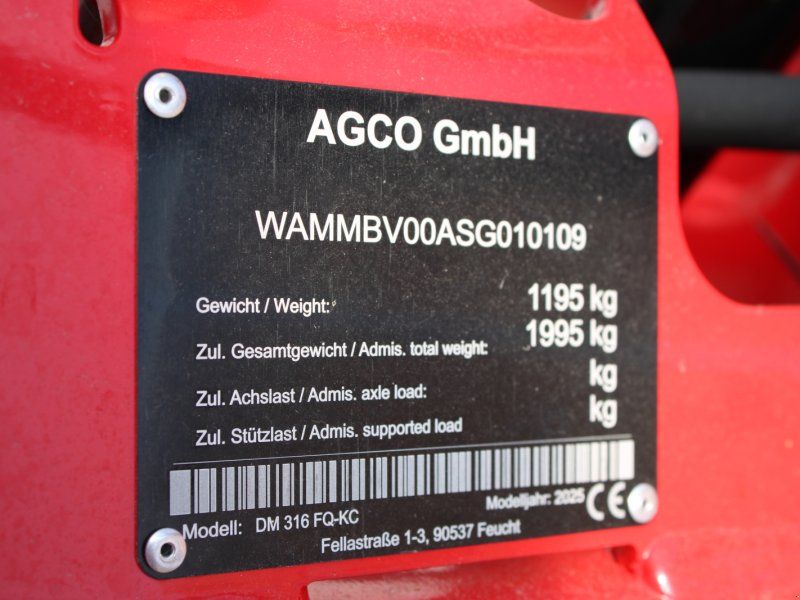 AGCO GmbH
WAMMBV00ASG010109
Gewicht / Weight: 1195 kg
Zul. Gesamtgewicht / Admis. total weight: 1995 kg
Zul. Achslast / Admis. axle load: kg
Zul. Stützlast / Admis. supported load kg
Modell: DM 316 FQ-KC Modelljahr: 2025 CE
Fellastraße 1-3, 90537 Feucht